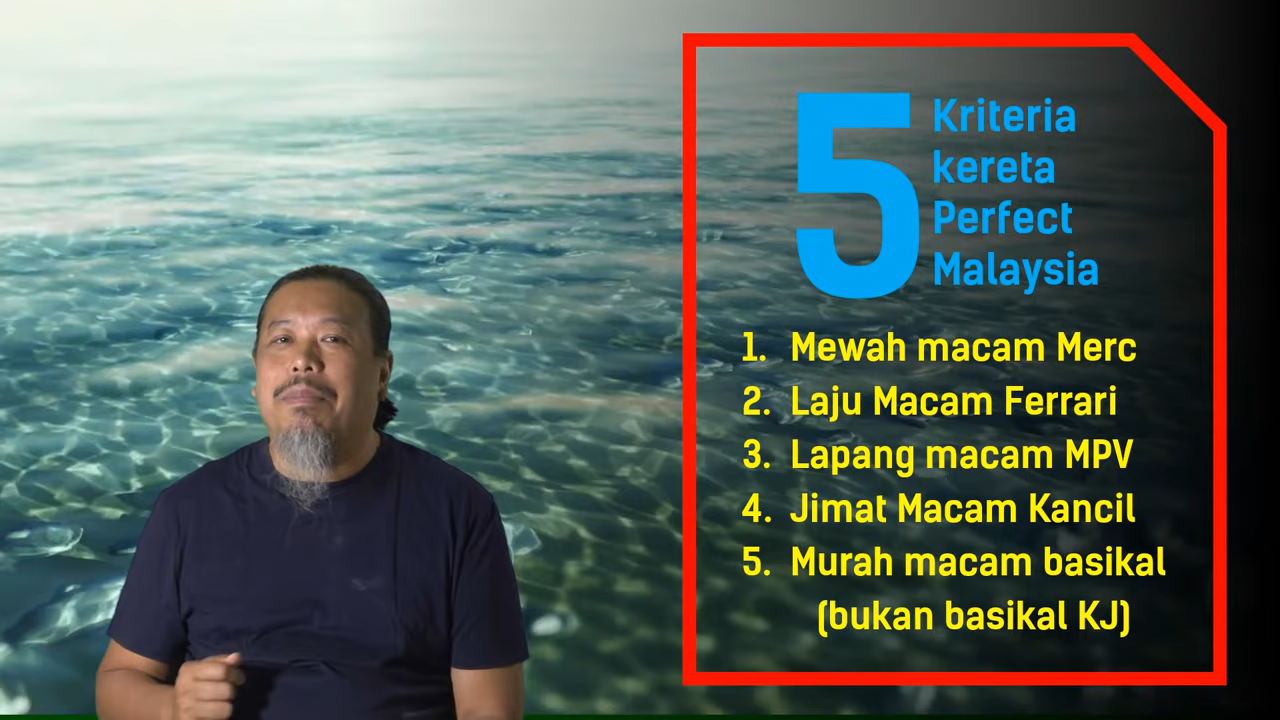 5
Kriteria
kereta
Perfect
Malaysia
1. Mewah macam Merc
2. Laju Macam Ferrari
3. Lapang macam MPV
4. Jimat Macam Kancil
5. Murah macam basikal
(bukan basikal KJ)